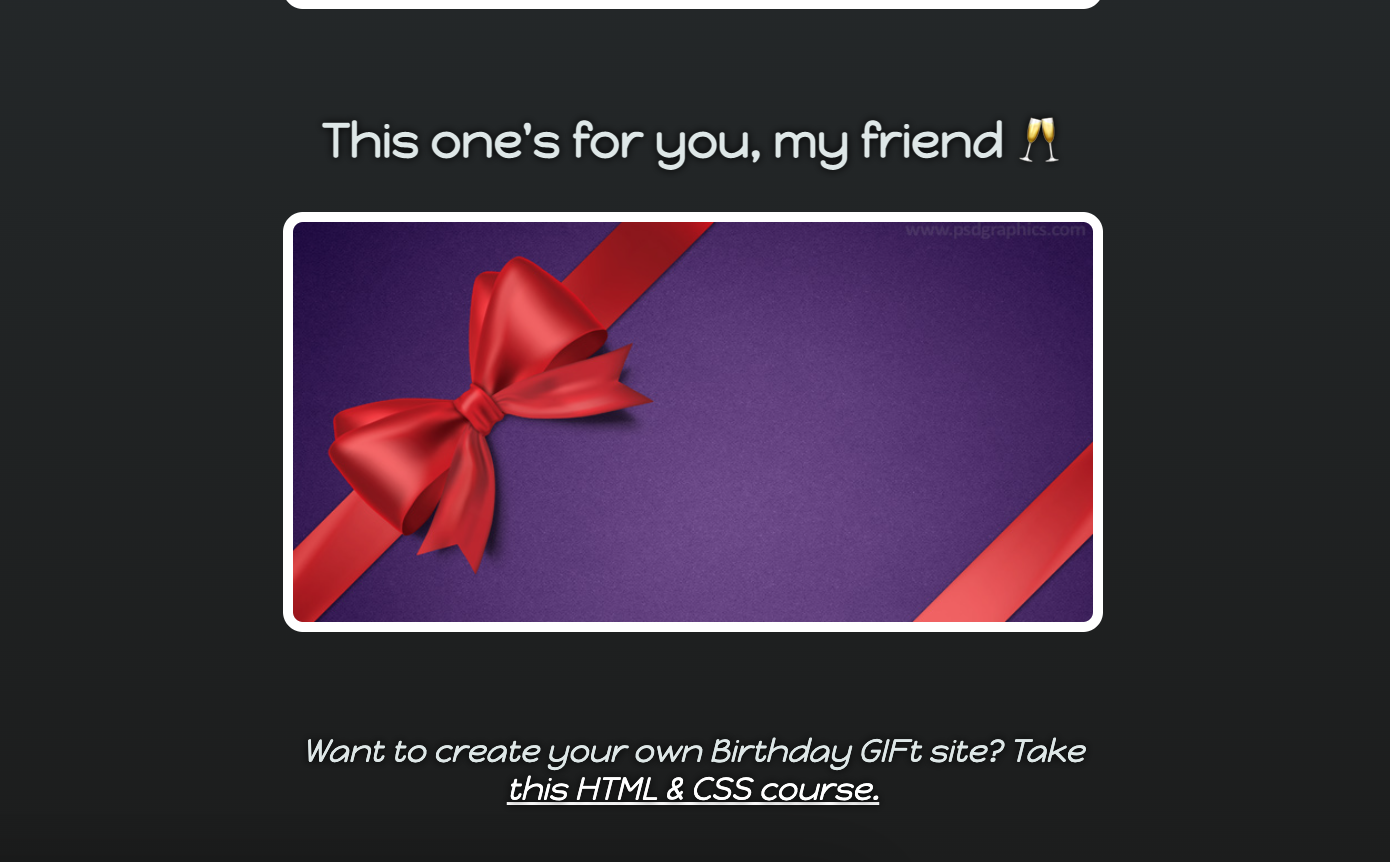 This one's for you, my friend 🥂
www.psdgraphics.com
Want to create your own Birthday GIFt site? Take
this HTML & CSS course.